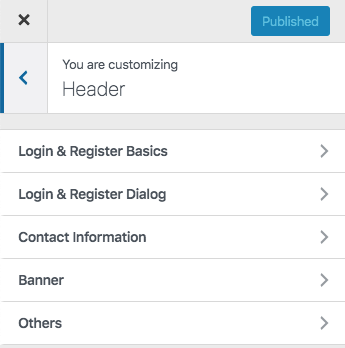 Published
You are customizing
Header
Login & Register Basics
Login & Register Dialog
Contact Information
Banner
Others